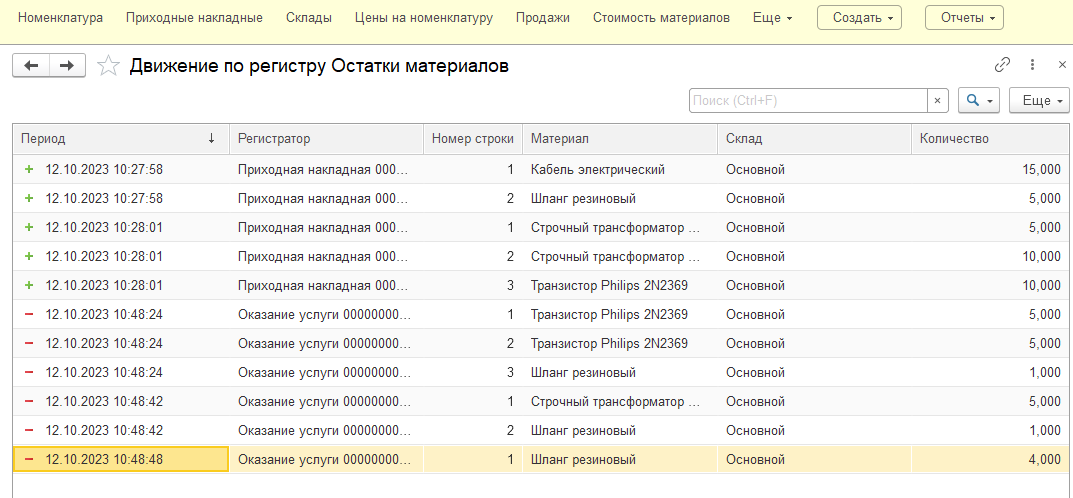 Номенклатура Приходные накладные Склады Цены на номенклатуру Продажи Стоимость материалов Еще Создать Отчеты
Движение по регистру Остатки материалов
Поиск (Ctrl+F) × Еще
Период ↓ Регистратор Номер строки Материал Склад Количество
+ 12.10.2023 10:27:58 Приходная накладная 000... 1 Кабель электрический Основной 15,000
+ 12.10.2023 10:27:58 Приходная накладная 000... 2 Шланг резиновый Основной 5,000
+ 12.10.2023 10:28:01 Приходная накладная 000... 1 Строчный трансформатор ... Основной 5,000
+ 12.10.2023 10:28:01 Приходная накладная 000... 2 Строчный трансформатор ... Основной 10,000
+ 12.10.2023 10:28:01 Приходная накладная 000... 3 Транзистор Philips 2N2369 Основной 10,000
− 12.10.2023 10:48:24 Оказание услуги 00000000... 1 Транзистор Philips 2N2369 Основной 5,000
− 12.10.2023 10:48:24 Оказание услуги 00000000... 2 Транзистор Philips 2N2369 Основной 5,000
− 12.10.2023 10:48:24 Оказание услуги 00000000... 3 Шланг резиновый Основной 1,000
− 12.10.2023 10:48:42 Оказание услуги 00000000... 1 Строчный трансформатор ... Основной 5,000
− 12.10.2023 10:48:42 Оказание услуги 00000000... 2 Шланг резиновый Основной 1,000
− 12.10.2023 10:48:48 Оказание услуги 00000000... 1 Шланг резиновый Основной 4,000